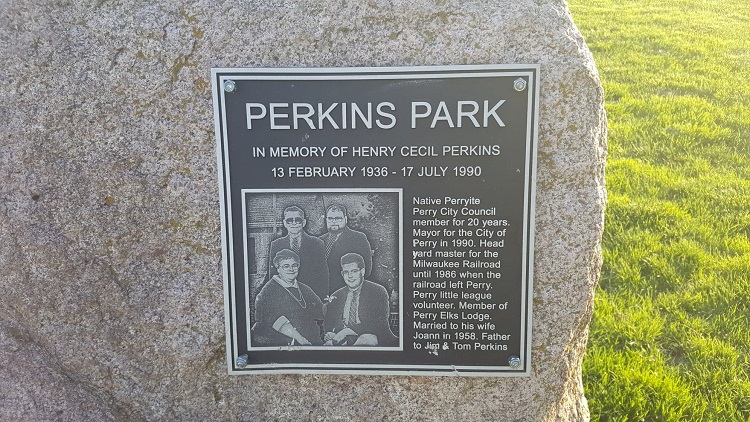 PERKINS PARK
IN MEMORY OF HENRY CECIL PERKINS
13 FEBRUARY 1936 - 17 JULY 1990
Native Perryite
Perry City Council
member for 20 years.
Mayor for the City of
Perry in 1990. Head
yard master for the
Milwaukee Railroad
until 1986 when the
railroad left Perry.
Perry little league
volunteer. Member of
Perry Elks Lodge.
Married to his wife
Joann in 1958. Father
to Jim & Tom Perkins